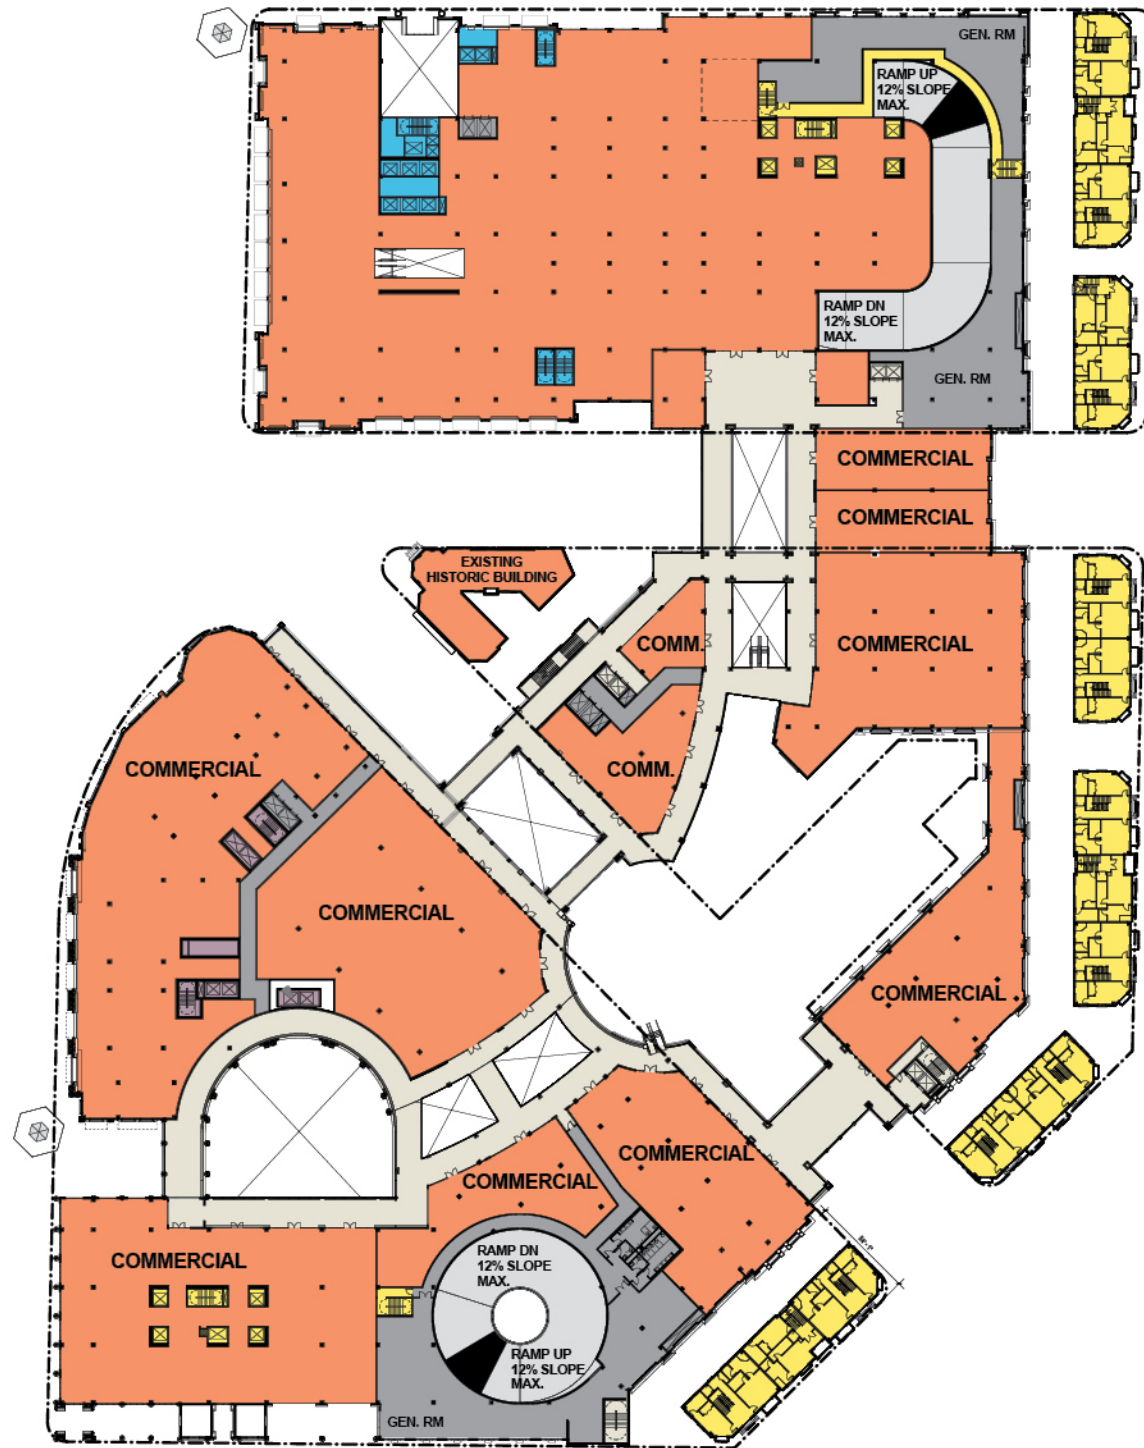 GEN. RM
RAMP UP
12% SLOPE
MAX.
RAMP DN
12% SLOPE
MAX.
GEN. RM
COMMERCIAL
COMMERCIAL
EXISTING
HISTORIC BUILDING
COMM.
COMMERCIAL
COMMERCIAL
COMM.
COMMERCIAL
COMMERCIAL
COMMERCIAL
COMMERCIAL
COMMERCIAL
RAMP DN
12% SLOPE
MAX.
RAMP UP
12% SLOPE
MAX.
GEN. RM